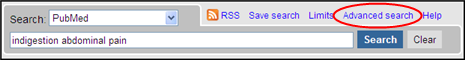 Search: PubMed RSS Save search Limits Advanced search Help
indigestion abdominal pain Search Clear